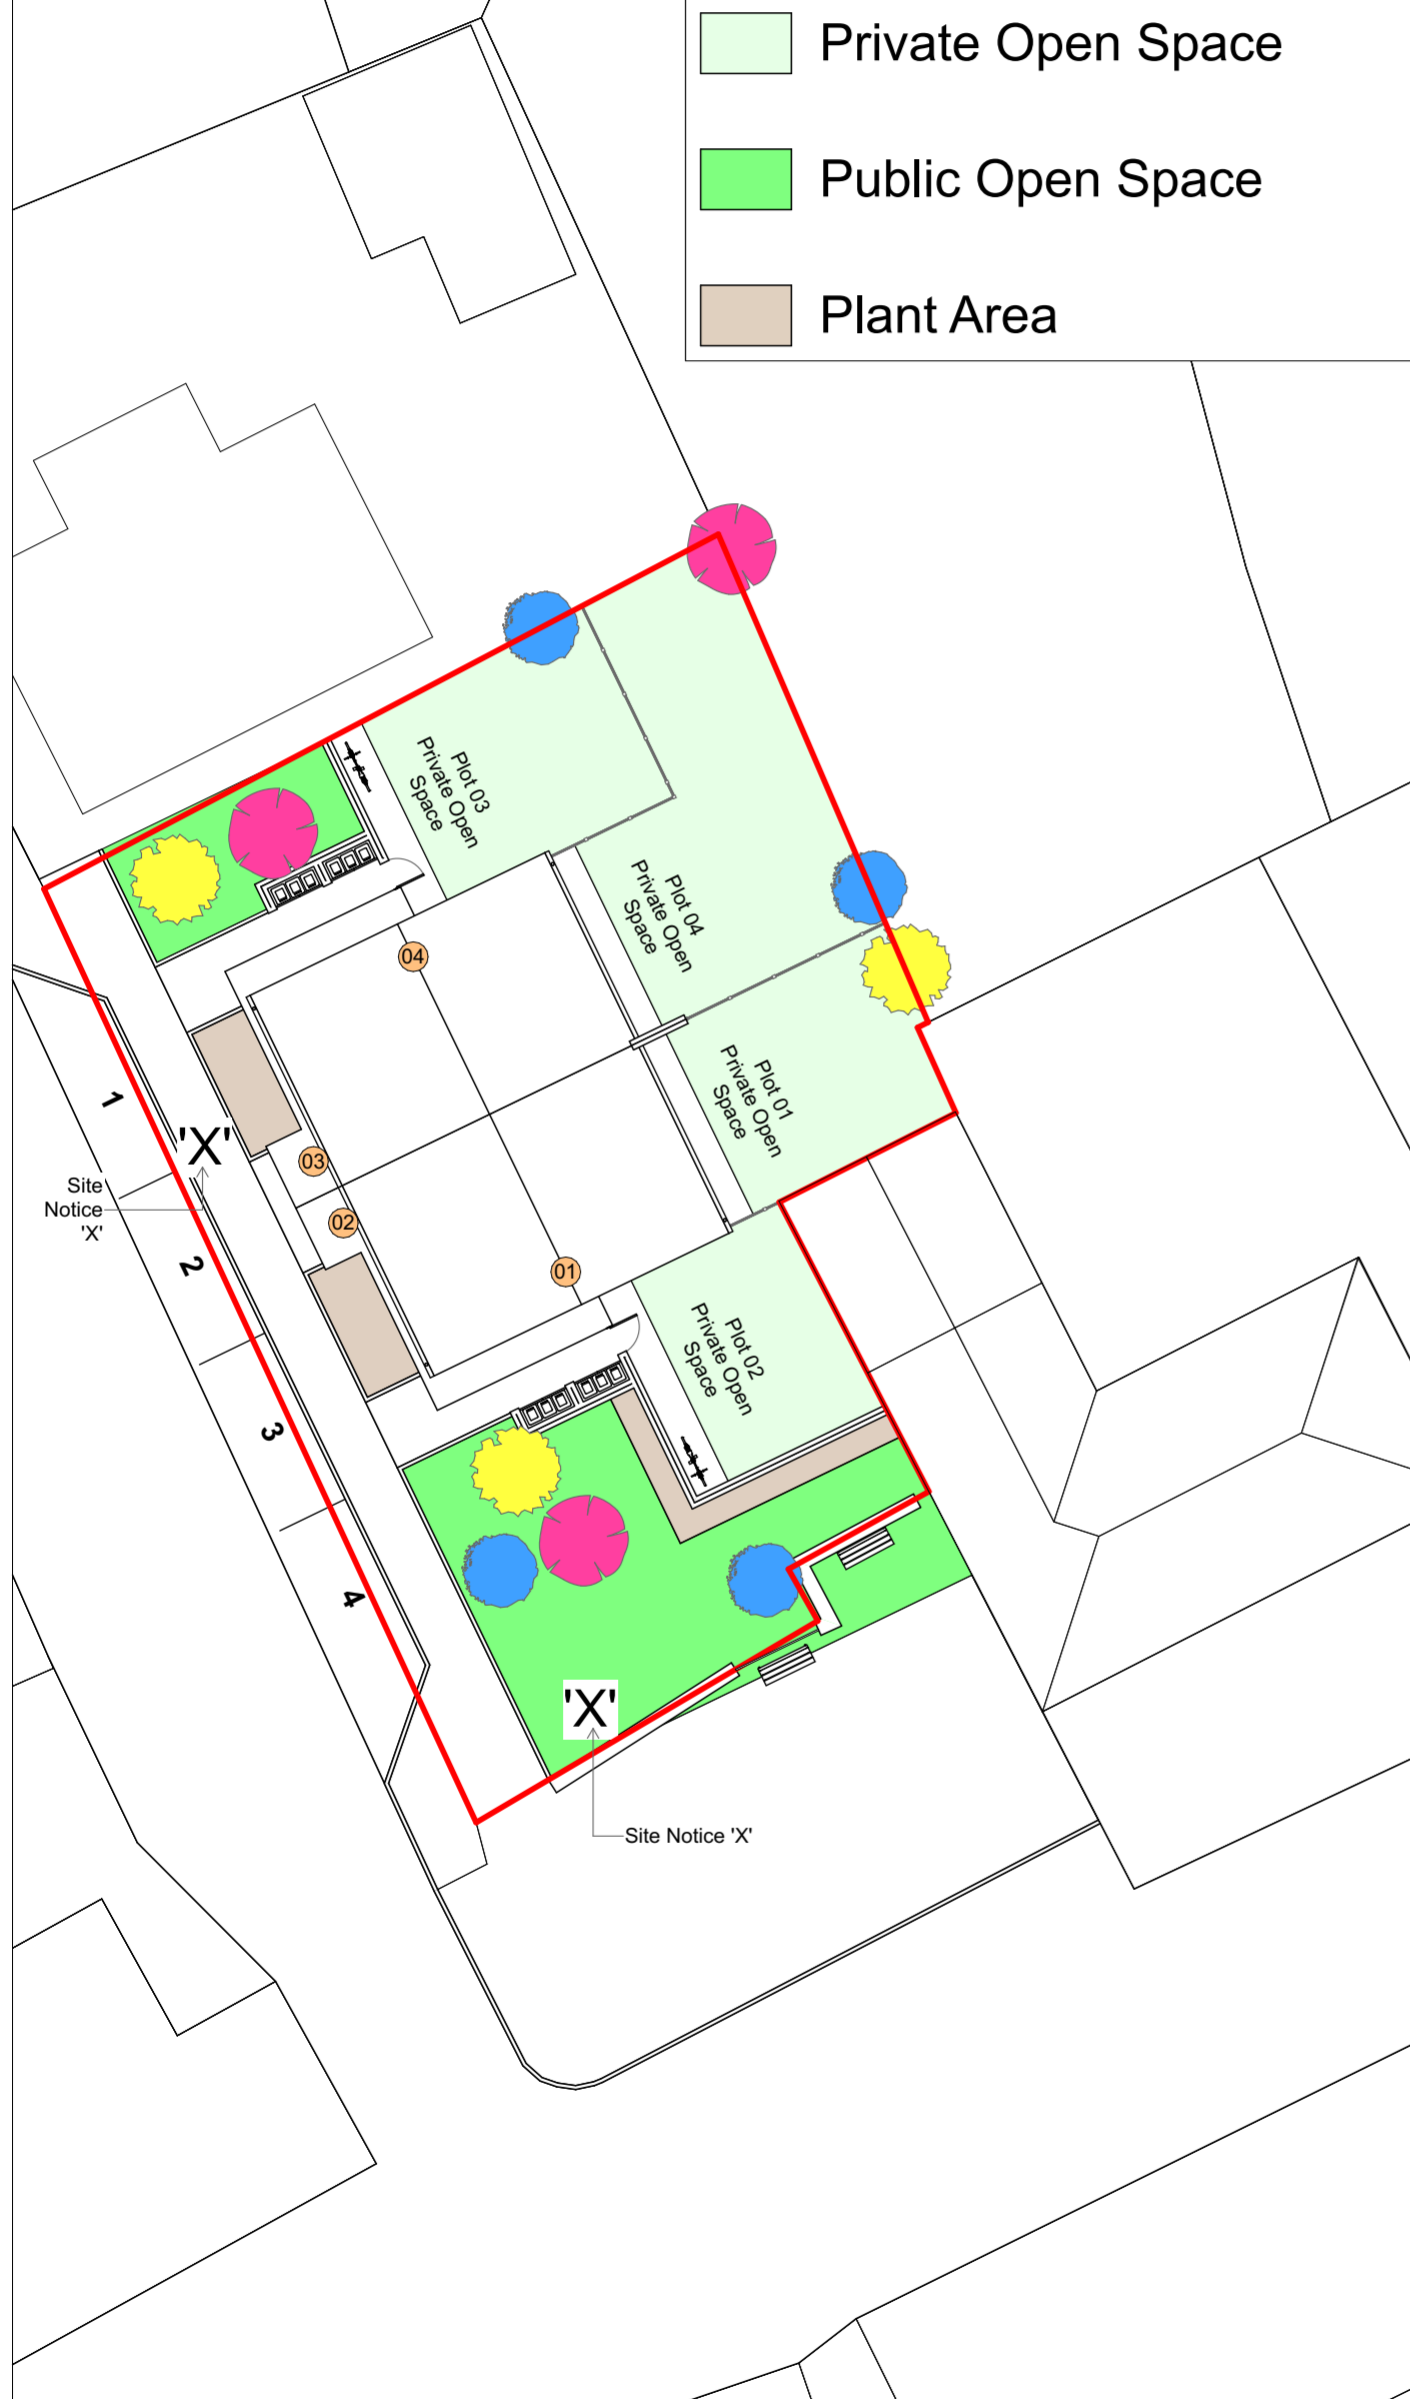 Private Open Space
Public Open Space
Plant Area
Plot 03
Private Open
Space
Plot 04
Private Open
Space
04
Plot 01
Private Open
Space
1
'X'
03
Site
Notice
'X'
02
2
01
Plot 02
Private Open
Space
3
4
'X'
Site Notice 'X'